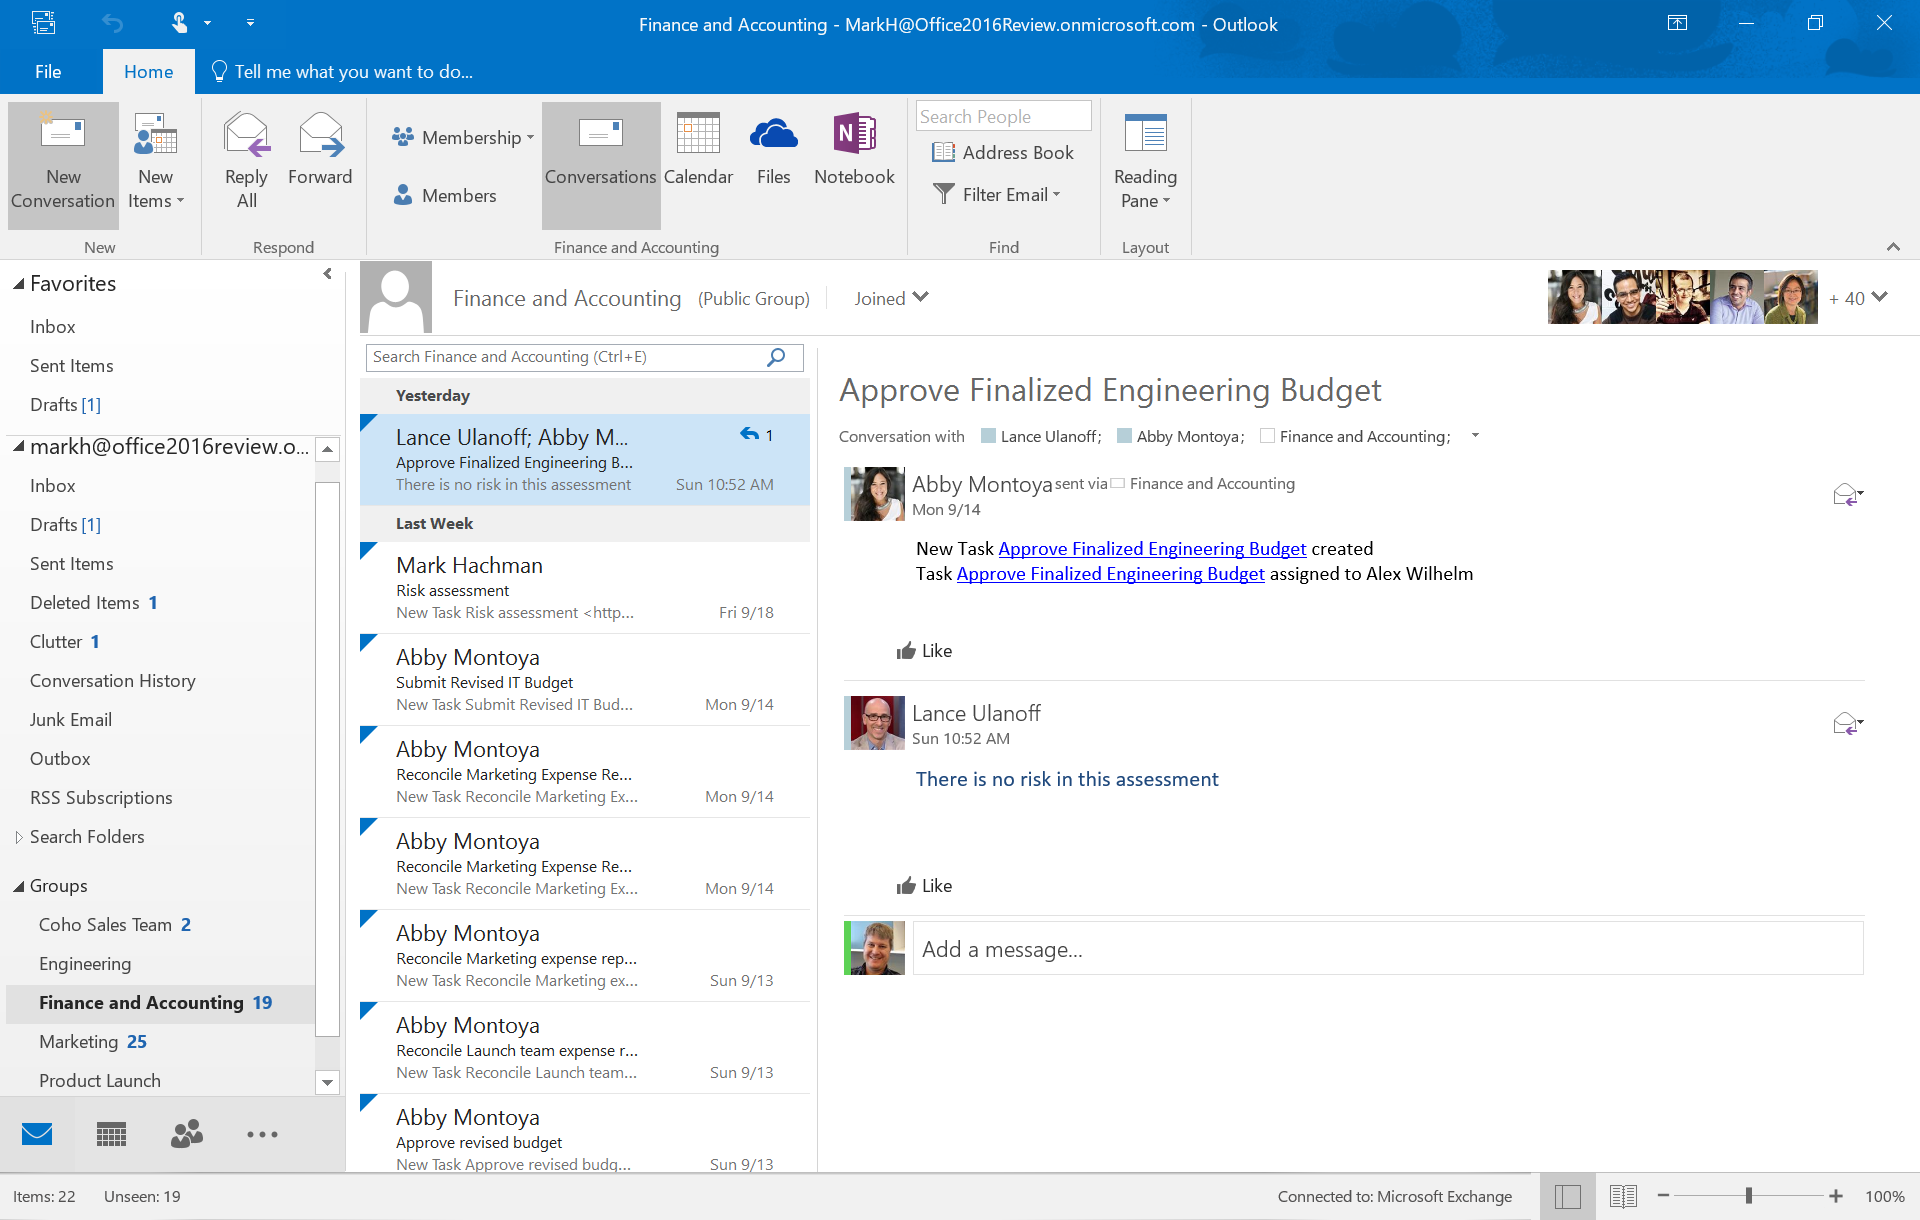 Finance and Accounting - MarkH@Office2016Review.onmicrosoft.com - Outlook
File
Home
Tell me what you want to do...
New Conversation
New Items
New
Reply All
Forward
Respond
Membership
Members
Conversations
Calendar
Files
Notebook
Finance and Accounting
Search People
Address Book
Filter Email
Find
Reading Pane
Layout
Favorites
Inbox
Sent Items
Drafts [1]
markh@office2016review.o...
Inbox
Drafts [1]
Sent Items
Deleted Items 1
Clutter 1
Conversation History
Junk Email
Outbox
RSS Subscriptions
Search Folders
Groups
Coho Sales Team 2
Engineering
Finance and Accounting 19
Marketing 25
Product Launch
Finance and Accounting (Public Group)
Joined
+ 40
Search Finance and Accounting (Ctrl+E)
Yesterday
Lance Ulanoff; Abby M... 1
Approve Finalized Engineering B...
There is no risk in this assessment Sun 10:52 AM
Last Week
Mark Hachman
Risk assessment
New Task Risk assessment <http... Fri 9/18
Abby Montoya
Submit Revised IT Budget
New Task Submit Revised IT Bud... Mon 9/14
Abby Montoya
Reconcile Marketing Expense Re...
New Task Reconcile Marketing Ex... Mon 9/14
Abby Montoya
Reconcile Marketing Expense Re...
New Task Reconcile Marketing Ex... Mon 9/14
Abby Montoya
Reconcile Marketing expense rep...
New Task Reconcile Marketing ex... Sun 9/13
Abby Montoya
Reconcile Launch team expense r...
New Task Reconcile Launch team... Sun 9/13
Abby Montoya
Approve revised budget
New Task Approve revised budg... Sun 9/13
Approve Finalized Engineering Budget
Conversation with Lance Ulanoff; Abby Montoya; Finance and Accounting;
Abby Montoya sent via Finance and Accounting
Mon 9/14
New Task Approve Finalized Engineering Budget created
Task Approve Finalized Engineering Budget assigned to Alex Wilhelm
Like
Lance Ulanoff
Sun 10:52 AM
There is no risk in this assessment
Like
Add a message...
Items: 22
Unseen: 19
Connected to: Microsoft Exchange
100%